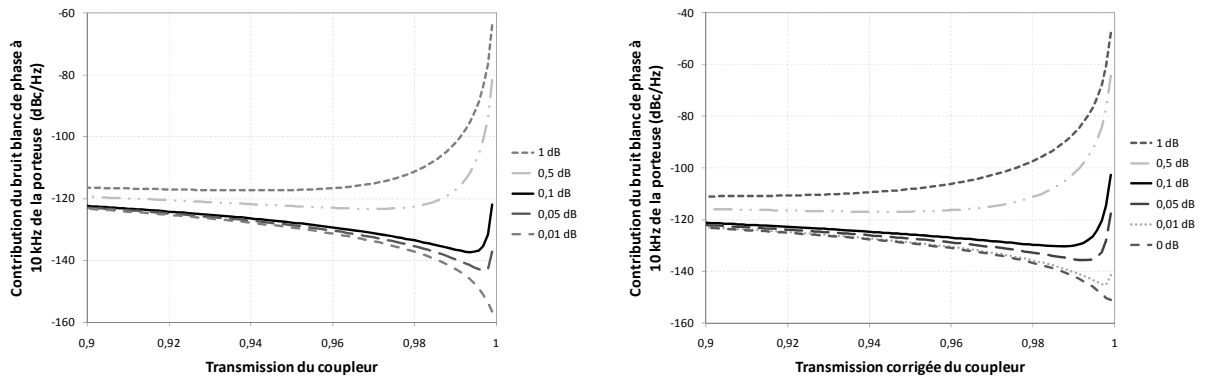 Contribution du bruit blanc de phase à
10 kHz de la porteuse (dBc/Hz)
-60
-80
-100
-120
-140
-160
0,9
0,92
0,94
0,96
0,98
1
Transmission du coupleur
1 dB
0,5 dB
0,1 dB
0,05 dB
0,01 dB
Contribution du bruit blanc de phase à
10 kHz de la porteuse (dBc/Hz)
-40
-60
-80
-100
-120
-140
-160
0,9
0,92
0,94
0,96
0,98
1
Transmission corrigée du coupleur
1 dB
0,5 dB
0,1 dB
0,05 dB
0,01 dB
0 dB